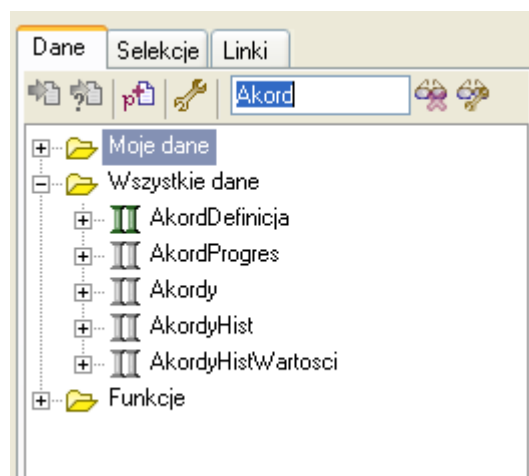 Dane Selekcje Linki
Akord
Moje dane
Wszystkie dane
AkordDefinicja
AkordProgres
Akordy
AkordyHist
AkordyHistWartosci
Funkcje